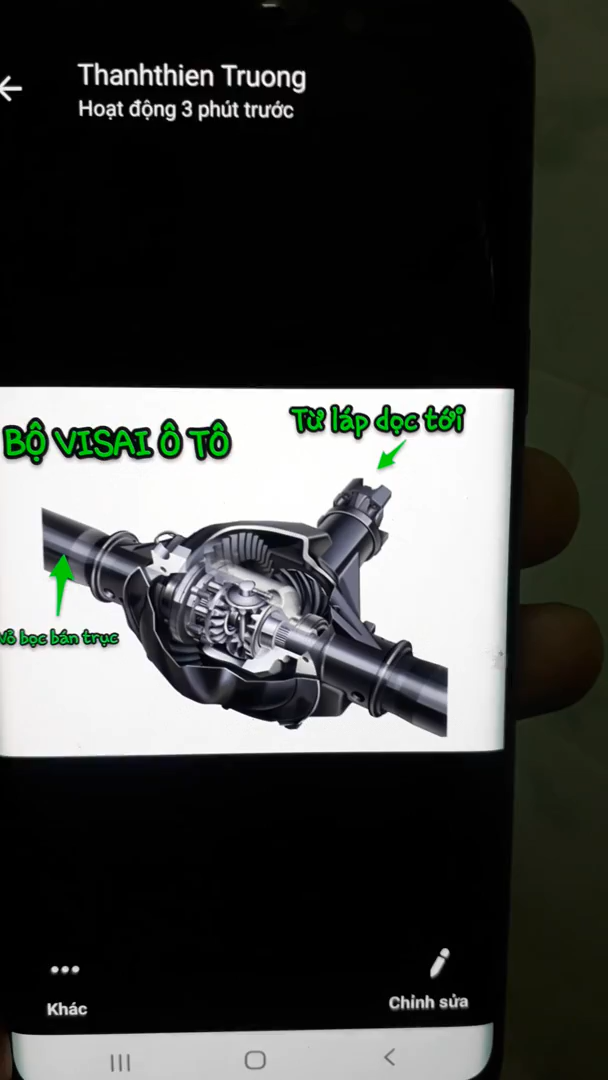 Thanhthien Truong
Hoạt động 3 phút trước
Từ láp dọc tới
BỘ VISAI Ô TÔ
vỏ bọc bán trục
Khác
Chỉnh sửa